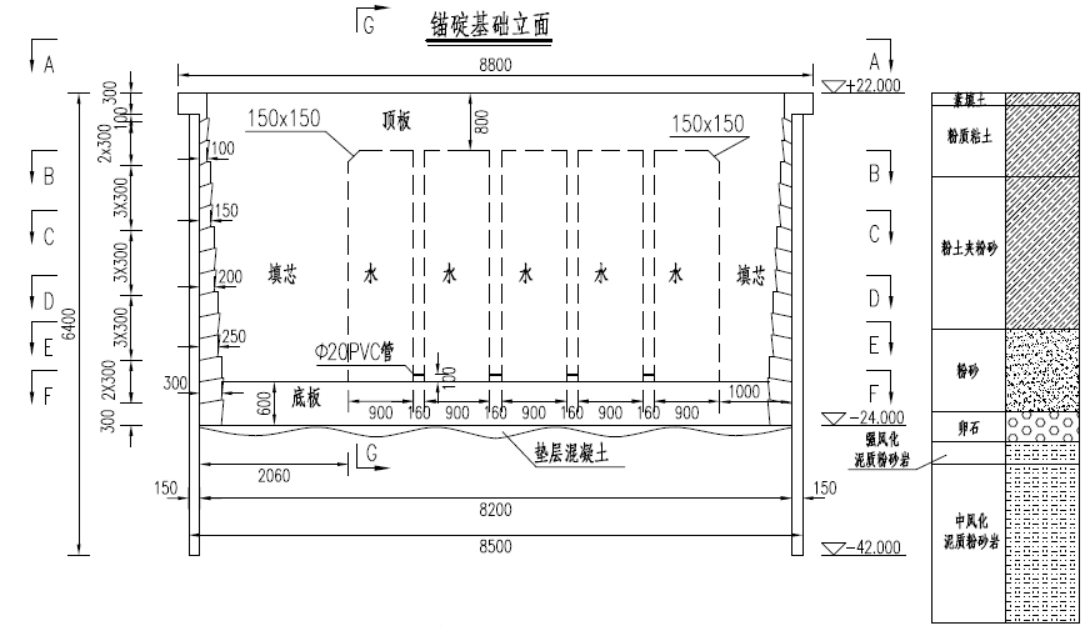 锚碇基础立面
G
A
A
8800
+22.000
300
100
2x300
3X300
3X300
3X300
2X300
300
6400
150x150
顶板
800
150x150
100
150
200
250
300
B
C
D
E
F
B
C
D
E
F
填芯
水
水
水
水
水
填芯
Φ20PVC管
100
600
底板
900
160
900
160
900
160
900
160
900
1000
-24.000
垫层混凝土
G
2060
150
150
8200
8500
-42.000
素填土
粉质粘土
粉土夹粉砂
粉砂
卵石
强风化
泥质粉砂岩
中风化
泥质粉砂岩